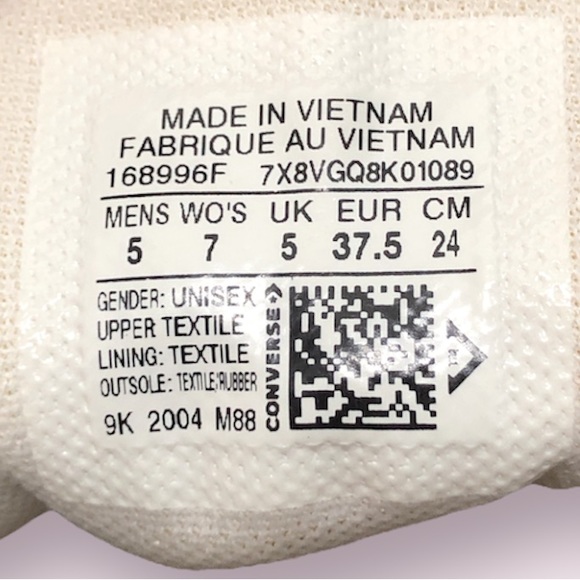 MADE IN VIETNAM
FABRIQUE AU VIETNAM
168996F 7X8VGQ8K01089
MENS WO'S UK EUR CM
5 7 5 37.5 24
GENDER: UNISEX
UPPER TEXTILE
LINING: TEXTILE
OUTSOLE: TEXTILE/RUBBER
9K 2004 M88
CONVERSE